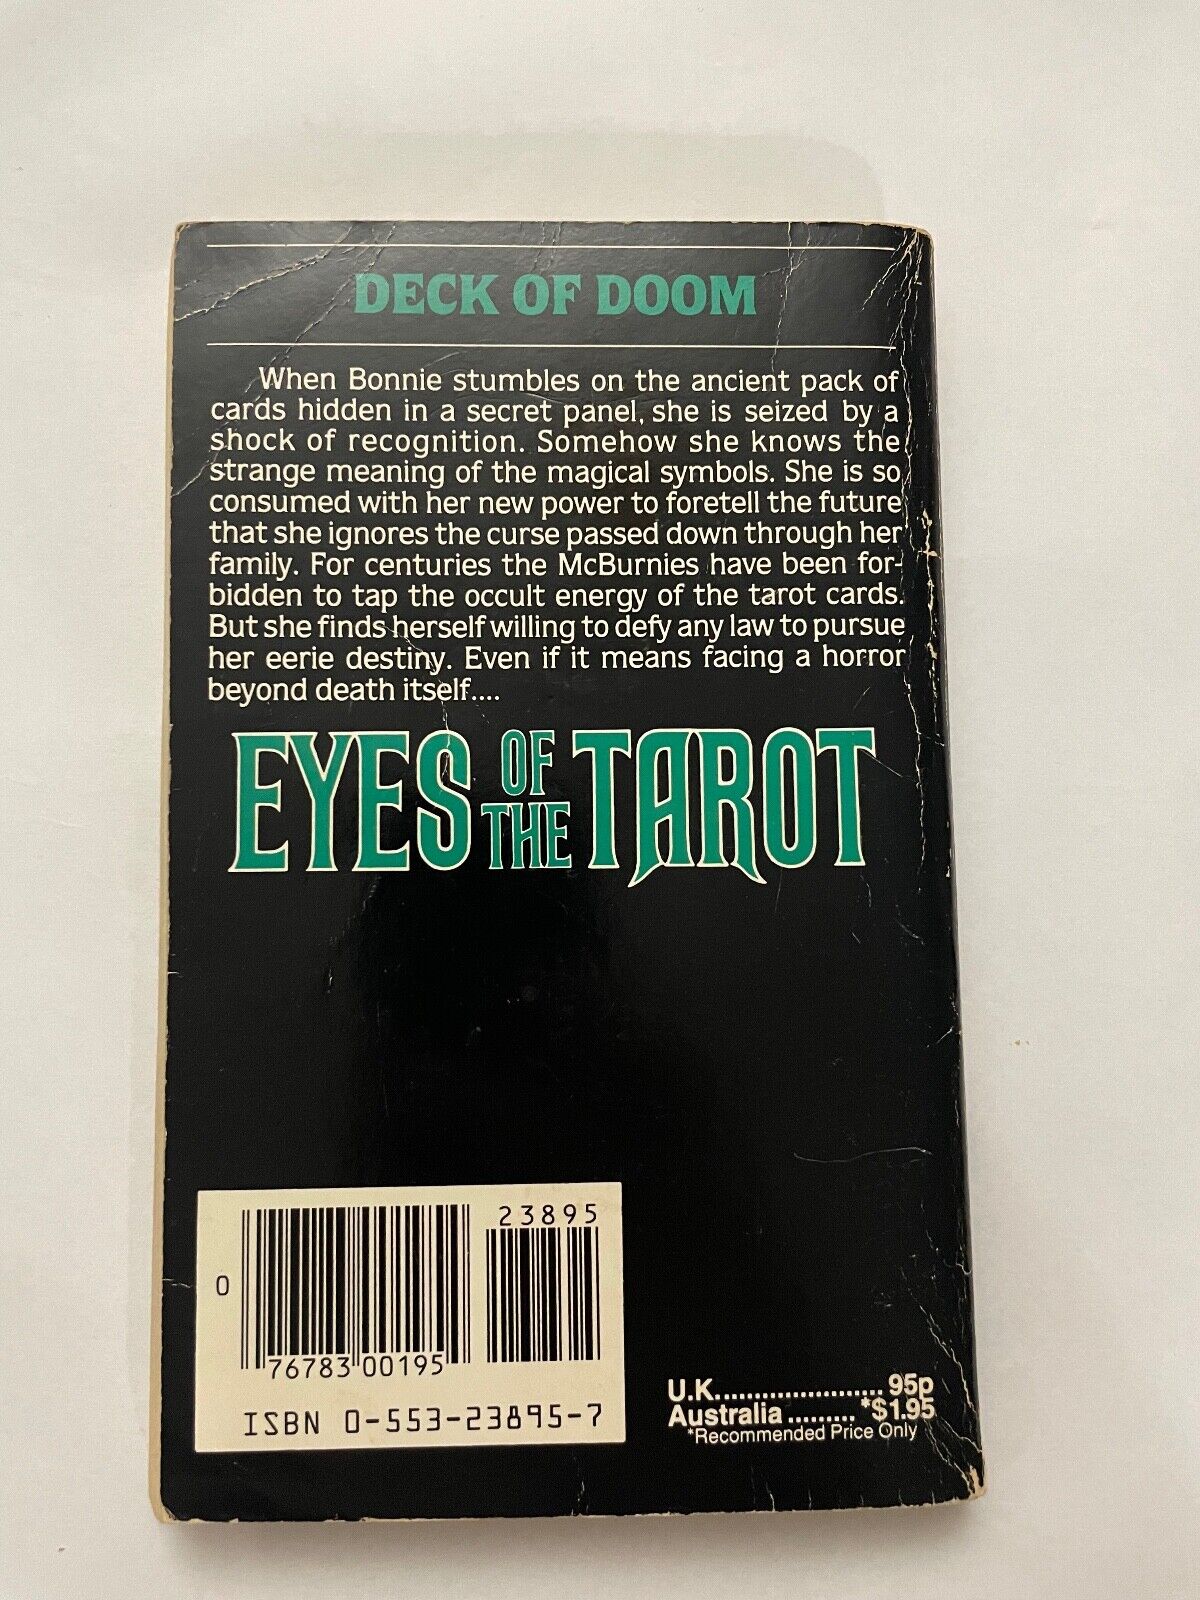 DECK OF DOOM
When Bonnie stumbles on the ancient pack of
cards hidden in a secret panel, she is seized by a
shock of recognition. Somehow she knows the
strange meaning of the magical symbols. She is so
consumed with her new power to foretell the future
that she ignores the curse passed down through her
family. For centuries the McBurnies have been for-
bidden to tap the occult energy of the tarot cards.
But she finds herself willing to defy any law to pursue
her eerie destiny. Even if it means facing a horror
beyond death itself....
EYES OF THE TAROT
23895
0
76783 00195
ISBN 0-553-23895-7
U.K....................... 95p
Australia ......... *$1.95
*Recommended Price Only